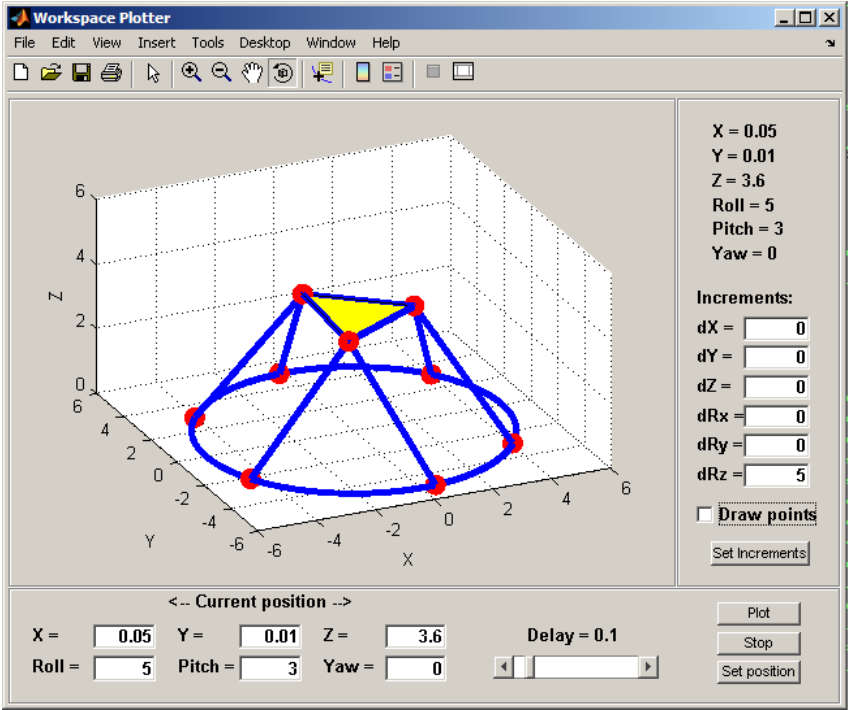 Workspace Plotter
File Edit View Insert Tools Desktop Window Help
6
4
2
0
Z
6
4
2
0
-2
-4
-6
Y
-6
-4
-2
0
2
4
6
X
X = 0.05
Y = 0.01
Z = 3.6
Roll = 5
Pitch = 3
Yaw = 0
Increments:
dX = 0
dY = 0
dZ = 0
dRx = 0
dRy = 0
dRz = 5
Draw points
Set Increments
<-- Current position -->
X = 0.05 Y = 0.01 Z = 3.6
Roll = 5 Pitch = 3 Yaw = 0
Delay = 0.1
Plot
Stop
Set position